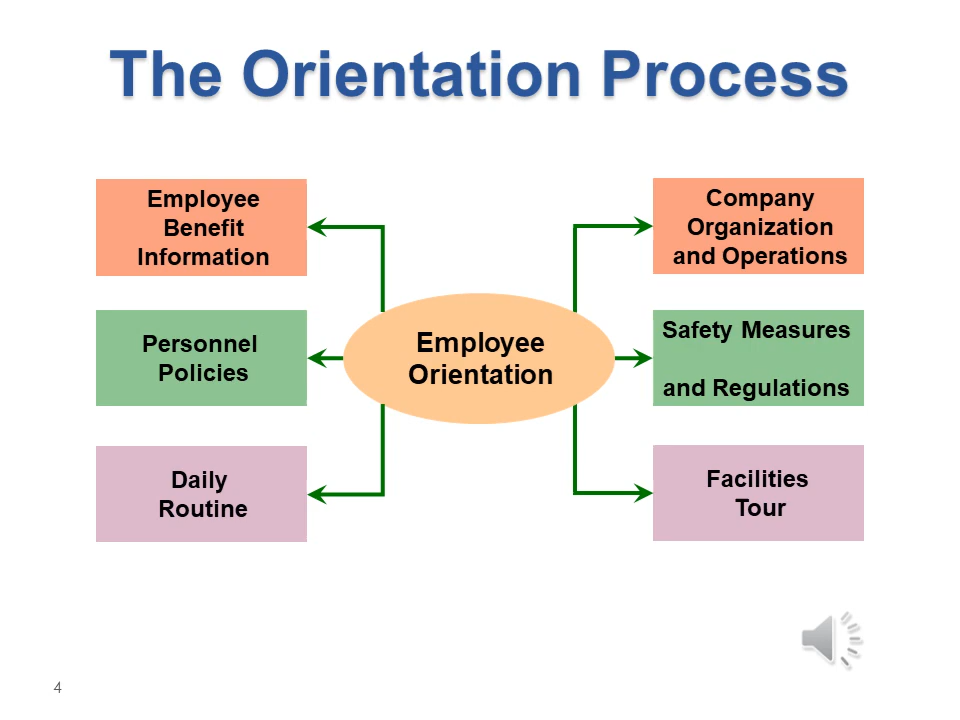 The Orientation Process
Employee
Benefit
Information
Company
Organization
and Operations
Personnel
Policies
Employee
Orientation
Safety Measures
and Regulations
Daily
Routine
Facilities
Tour
4